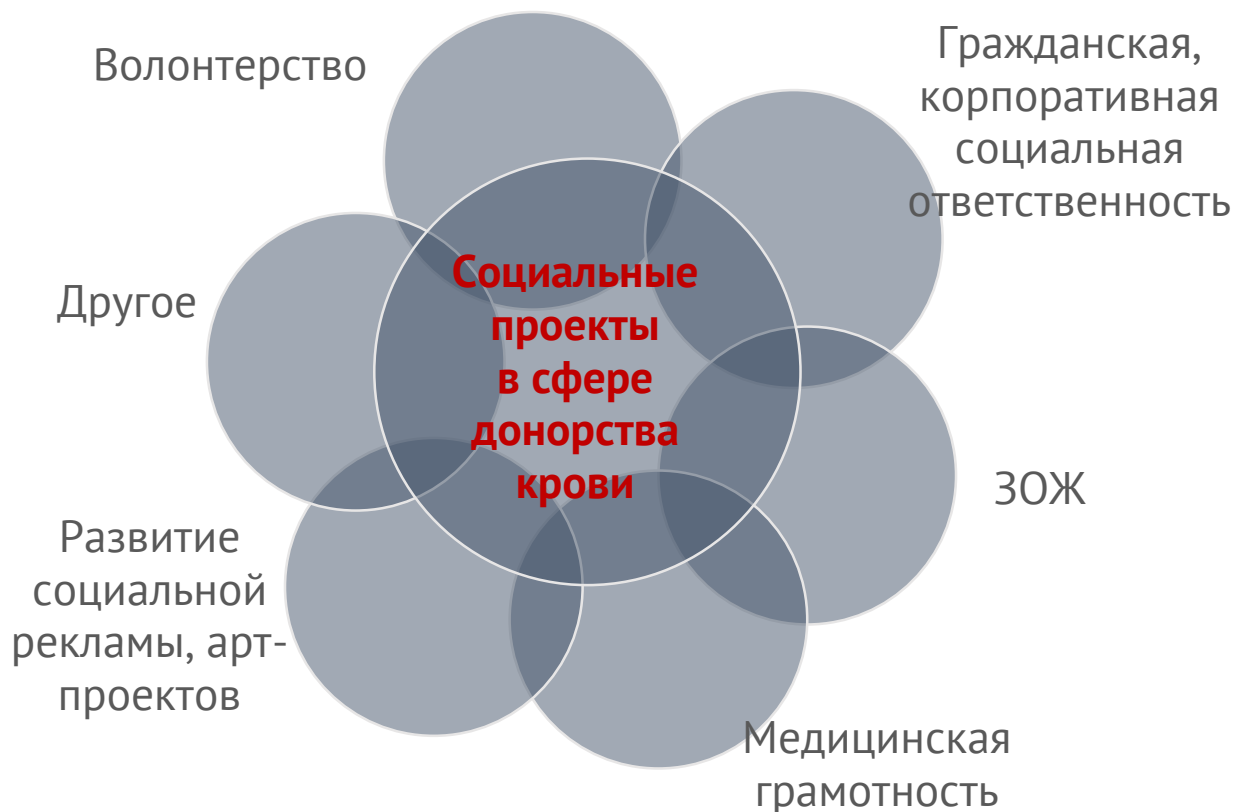 Волонтерство
Гражданская,
корпоративная
социальная
ответственность
Другое
Социальные
проекты
в сфере
донорства
крови
ЗОЖ
Развитие
социальной
рекламы, арт-
проектов
Медицинская
грамотность